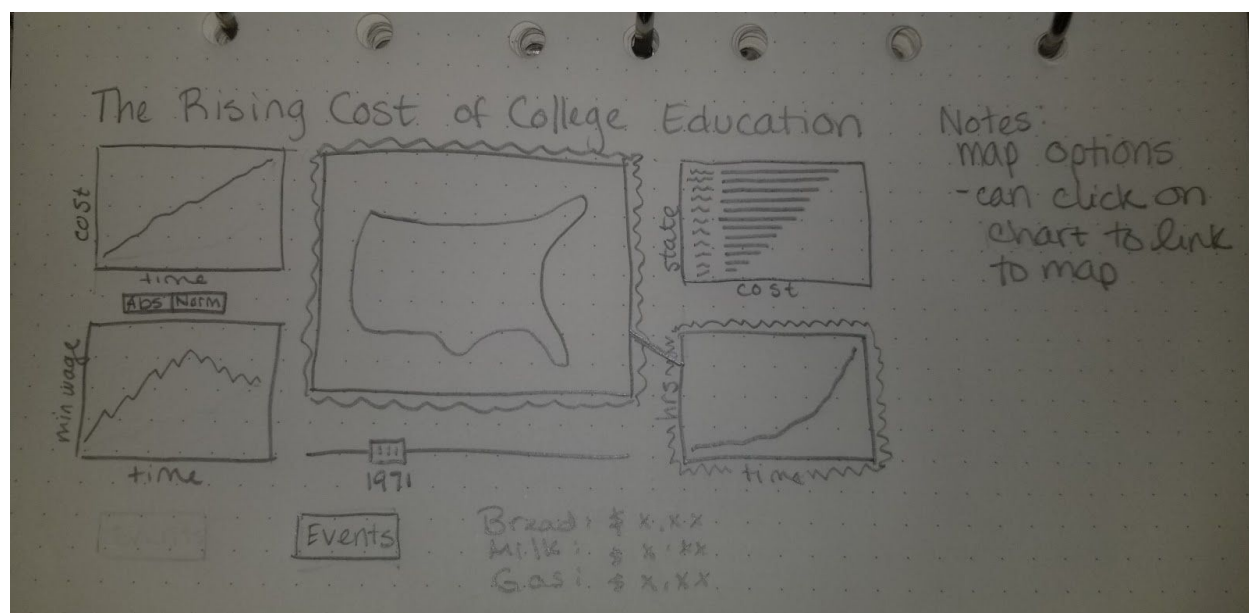 The Rising Cost of College Education
Notes:
map options
-can click on
chart to link
to map
cost
time
Abs Norm
min wage
time
1971
state
cost
hrs
time
Events
Events
Bread: $ x.xx
Milk: $ x.xx
Gas: $ x.xx